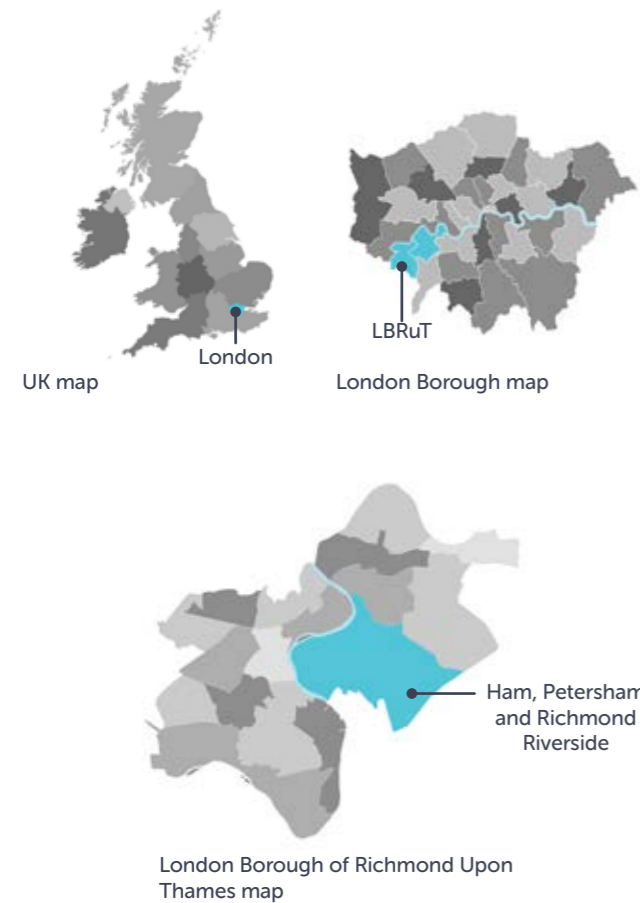 London
UK map
LBRuT
London Borough map
Ham, Petersham
and Richmond
Riverside
London Borough of Richmond Upon
Thames map